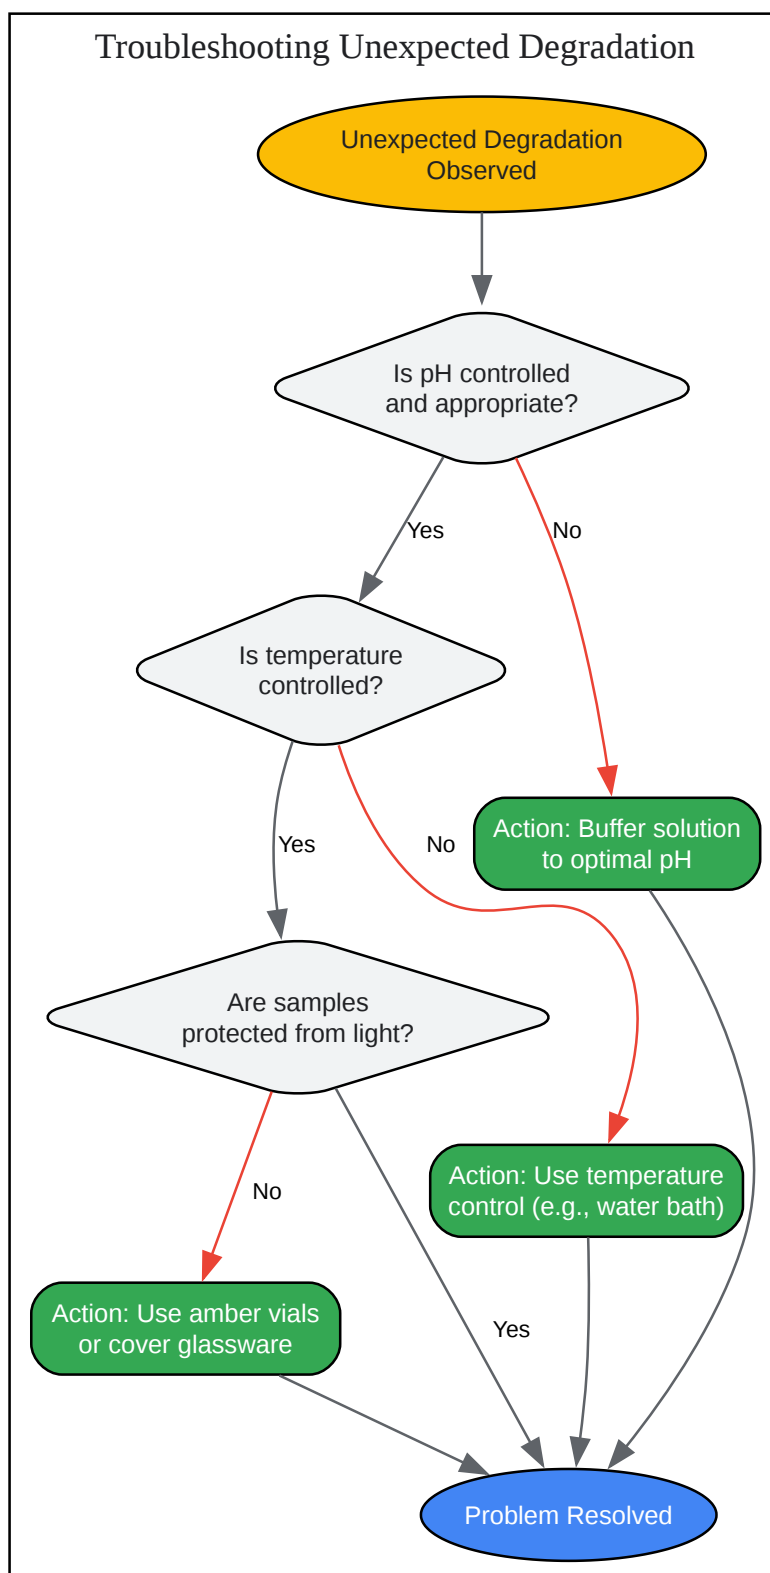 Troubleshooting Unexpected Degradation
Unexpected Degradation
Observed
Is pH controlled
and appropriate?
Yes
No
Is temperature
controlled?
Yes
No
Action: Buffer solution
to optimal pH
Are samples
protected from light?
No
Yes
Action: Use temperature
control (e.g., water bath)
Action: Use amber vials
or cover glassware
Problem Resolved